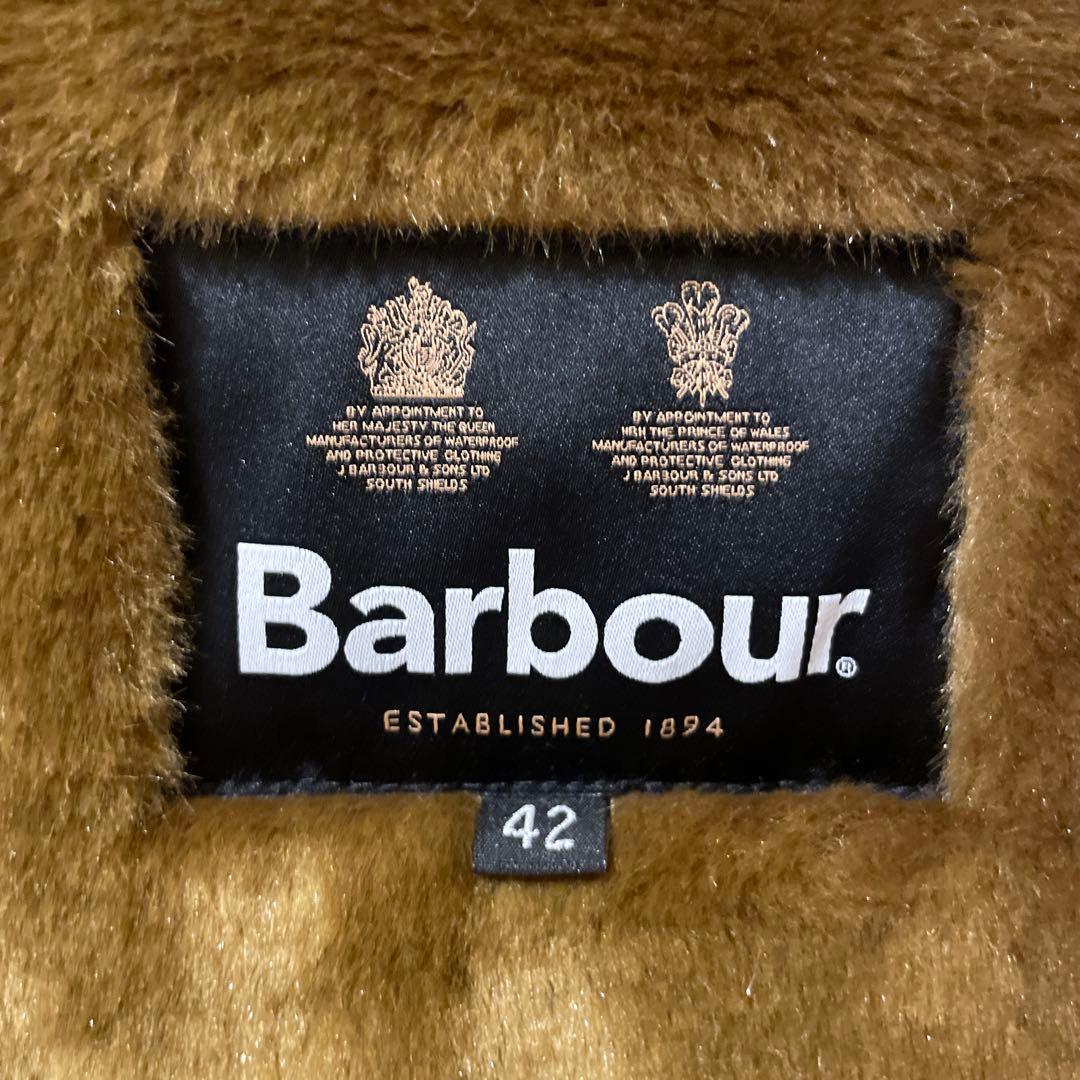 BY APPOINTMENT TO
HER MAJESTY THE QUEEN
MANUFACTURERS OF WATERPROOF
AND PROTECTIVE CLOTHING
J BARBOUR & SONS LTD
SOUTH SHIELDS
BY APPOINTMENT TO
HRH THE PRINCE OF WALES
MANUFACTURERS OF WATERPROOF
AND PROTECTIVE CLOTHING
J BARBOUR & SONS LTD
SOUTH SHIELDS
Barbour®
ESTABLISHED 1894
42